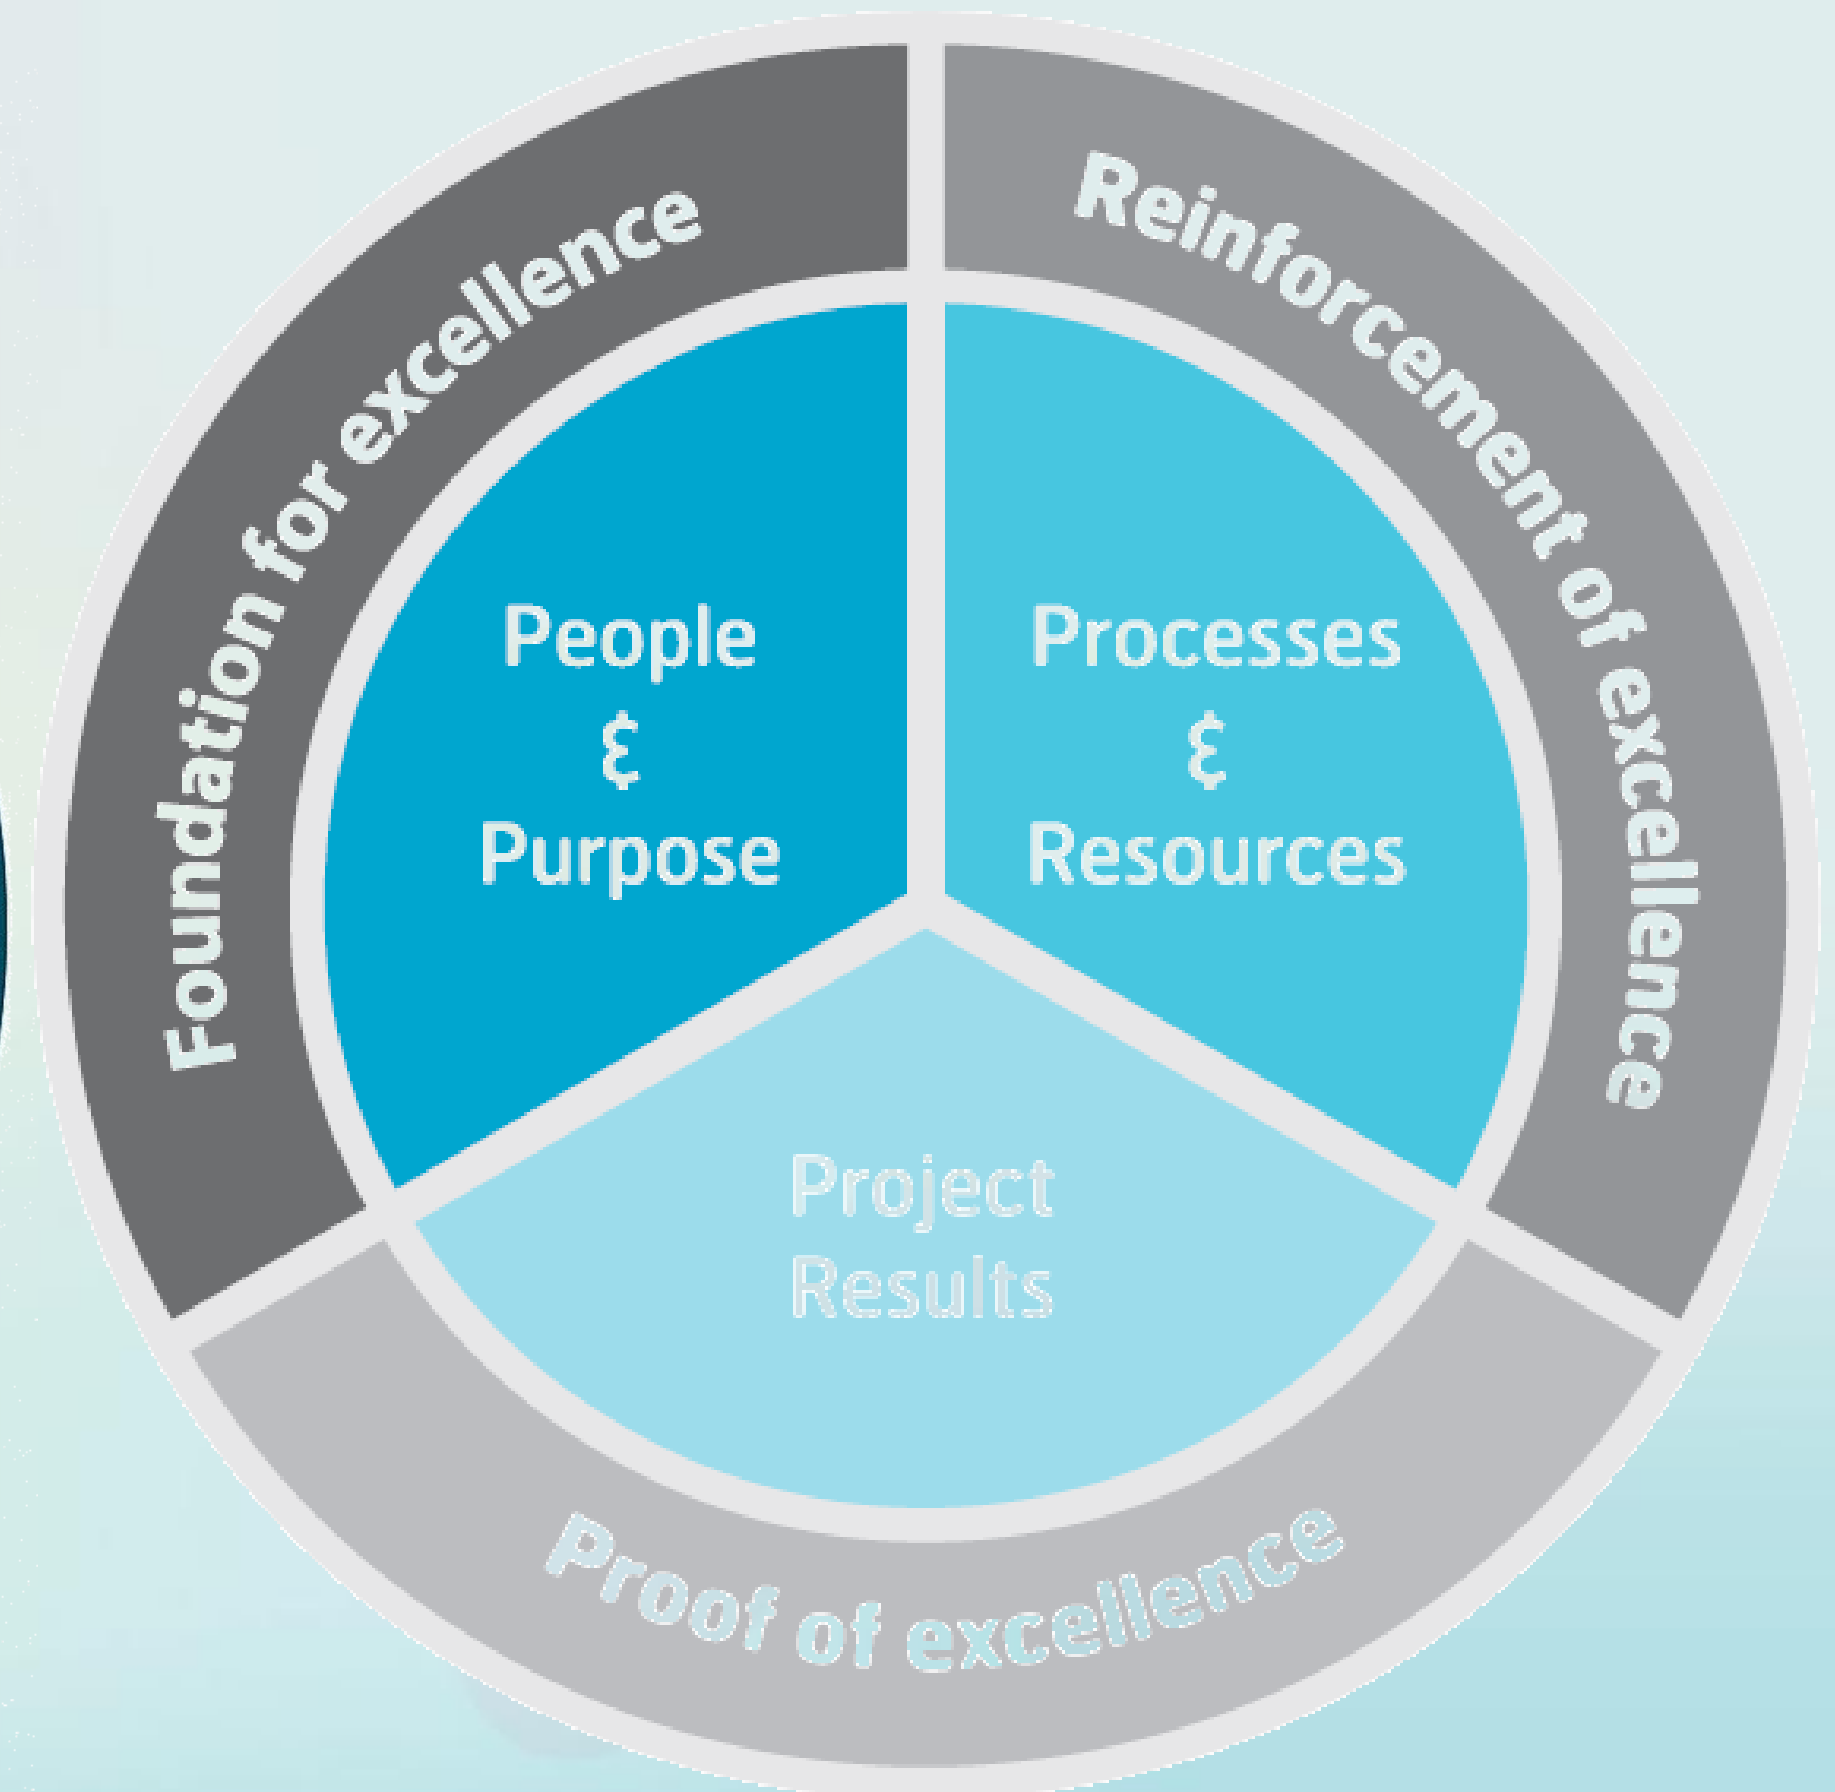 Foundation for excellence
Reinforcement of excellence
People
&
Purpose
Processes
&
Resources
Project
Results
Proof of excellence